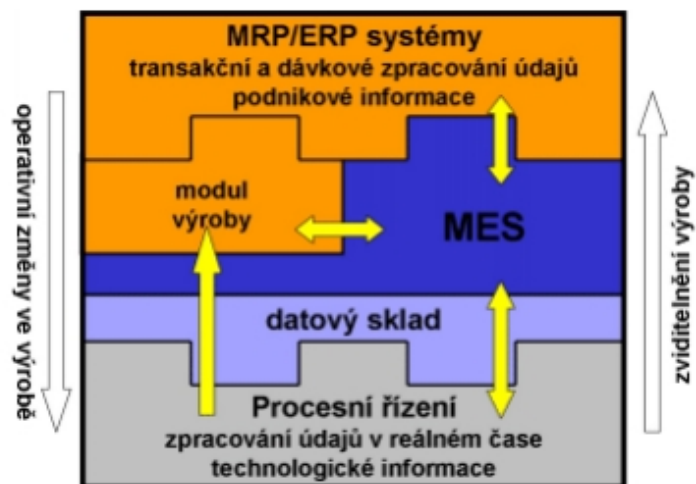 MRP/ERP systémy
transakční a dávkové zpracování údajů
podnikové informace
operativní změny ve výrobě
modul
výroby
MES
zviditelnění výroby
datový sklad
Procesní řízení
zpracování údajů v reálném čase
technologické informace